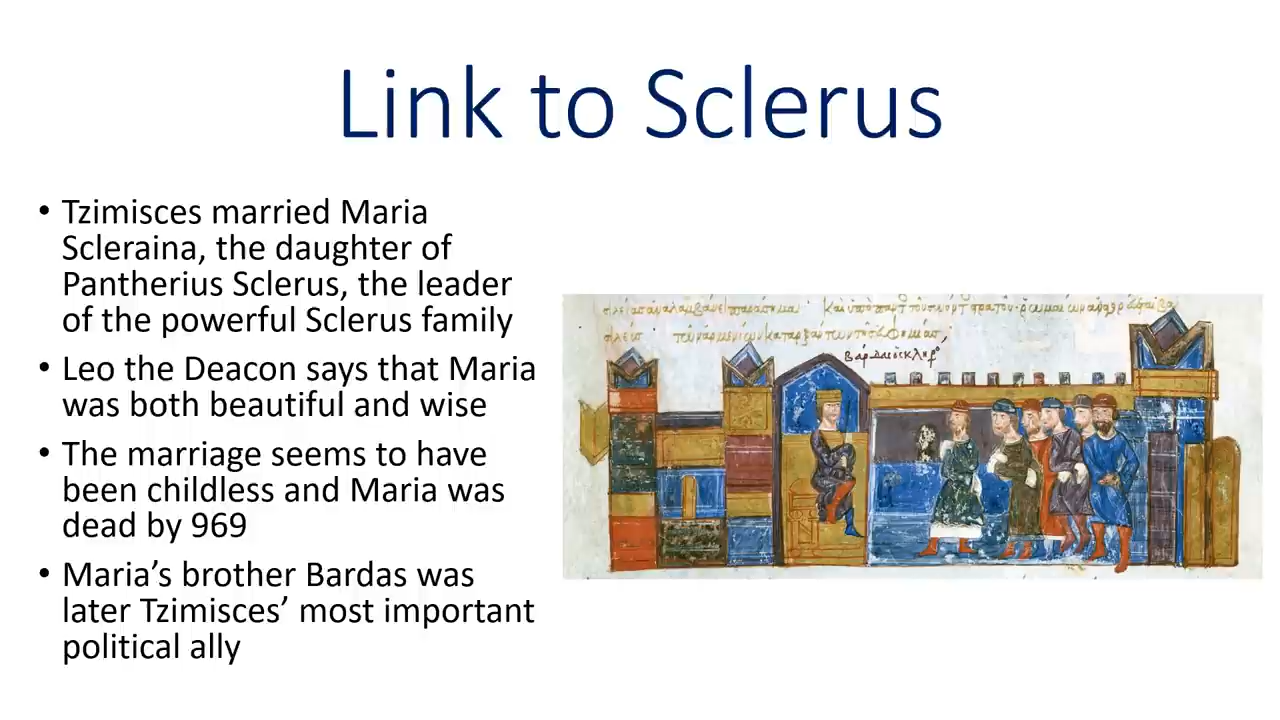 Link to Sclerus
• Tzimisces married Maria
Scleraina, the daughter of
Pantherius Sclerus, the leader
of the powerful Sclerus family
• Leo the Deacon says that Maria
was both beautiful and wise
• The marriage seems to have
been childless and Maria was
dead by 969
• Maria’s brother Bardas was
later Tzimisces’ most important
political ally